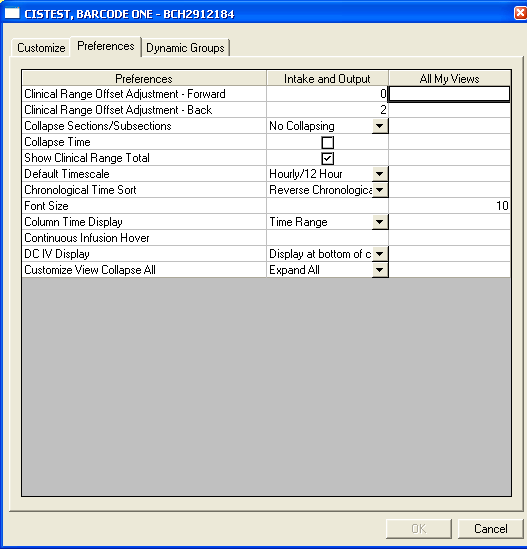 CISTEST, BARCODE ONE - BCH2912184
Customize Preferences Dynamic Groups
Preferences Intake and Output All My Views
Clinical Range Offset Adjustment - Forward 0
Clinical Range Offset Adjustment - Back 2
Collapse Sections/Subsections No Collapsing
Collapse Time
Show Clinical Range Total
Default Timescale Hourly/12 Hour
Chronological Time Sort Reverse Chronologica
Font Size 10
Column Time Display Time Range
Continuous Infusion Hover
DC IV Display Display at bottom of c
Customize View Collapse All Expand All
OK Cancel